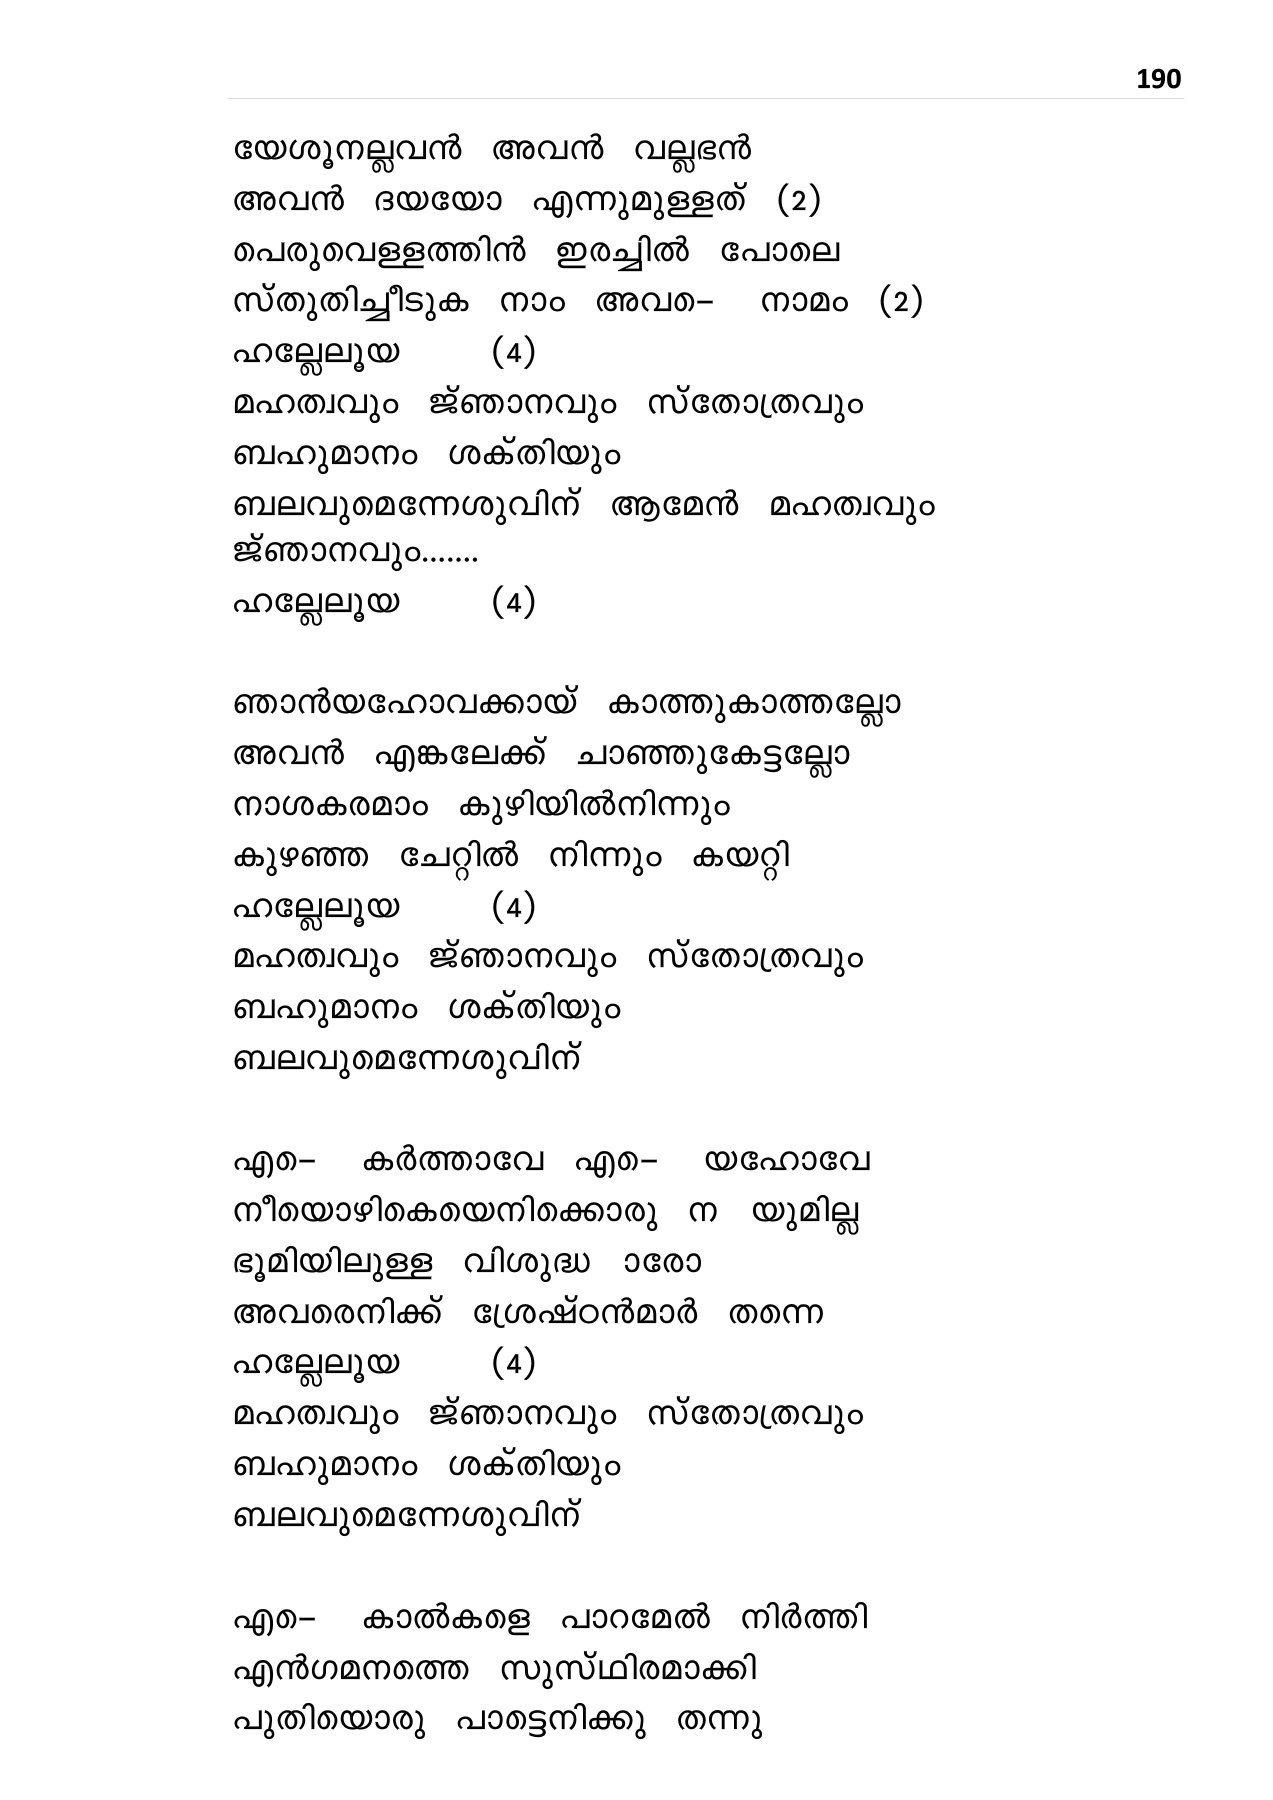 190
യേശൂനല്ലവൻ അവൻ വല്ലഭൻ
അവൻ ദയയോ എന്നുമുള്ളത് (2)
പെരുവെള്ളത്തിൻ ഇരച്ചിൽ പോലെ
സ്തുതിച്ചീടുക നാം അവെ– നാമം (2)
ഹല്ലേലൂയ (4)
മഹത്വവും ജ്ഞാനവും സ്തോത്രവും
ബഹുമാനം ശക്തിയും
ബലവുമെന്നേശുവിന് ആമേൻ മഹത്വവും
ജ്ഞാനവും.......
ഹല്ലേലൂയ (4)
ഞാൻയഹോവക്കായ് കാത്തുകാത്തല്ലോ
അവൻ എങ്കലേക്ക് ചാഞ്ഞുകേട്ടല്ലോ
നാശകരമാം കുഴിയിൽനിന്നും
കുഴഞ്ഞ ചേറ്റിൽ നിന്നും കയറ്റി
ഹല്ലേലൂയ (4)
മഹത്വവും ജ്ഞാനവും സ്തോത്രവും
ബഹുമാനം ശക്തിയും
ബലവുമെന്നേശുവിന്
എെ– കർത്താവേ എെ– യഹോവേ
നീയൊഴികെയെനിക്കൊരു ന യുമില്ല
ഭൂമിയിലുള്ള വിശുദ്ധ ാരോ
അവരെനിക്ക് ശ്രേഷ്ഠൻമാർ തന്നെ
ഹല്ലേലൂയ (4)
മഹത്വവും ജ്ഞാനവും സ്തോത്രവും
ബഹുമാനം ശക്തിയും
ബലവുമെന്നേശുവിന്
എെ– കാൽകളെ പാറമേൽ നിർത്തി
എൻഗമനത്തെ സുസ്ഥിരമാക്കി
പുതിയൊരു പാട്ടെനിക്കു തന്നു